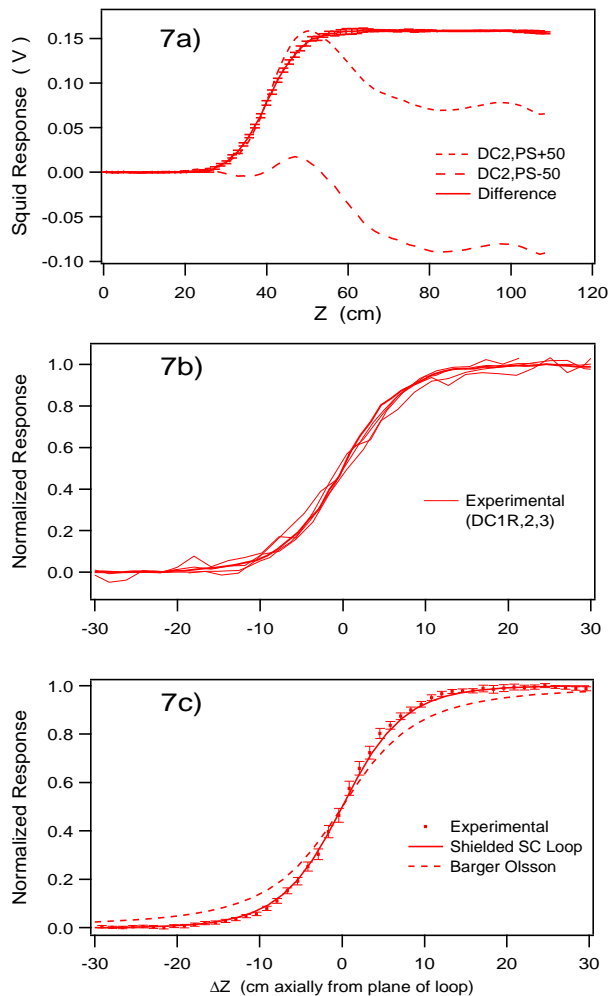 7a)
Squid Response ( V )
0.15
0.10
0.05
0.00
-0.05
-0.10
DC2,PS+50
DC2,PS-50
Difference
0 20 40 60 80 100 120
Z (cm)
7b)
Normalized Response
1.0
0.8
0.6
0.4
0.2
0.0
Experimental
(DC1R,2,3)
-30 -20 -10 0 10 20 30
7c)
Normalized Response
1.0
0.8
0.6
0.4
0.2
0.0
Experimental
Shielded SC Loop
Barger Olsson
-30 -20 -10 0 10 20 30
ΔZ (cm axially from plane of loop)